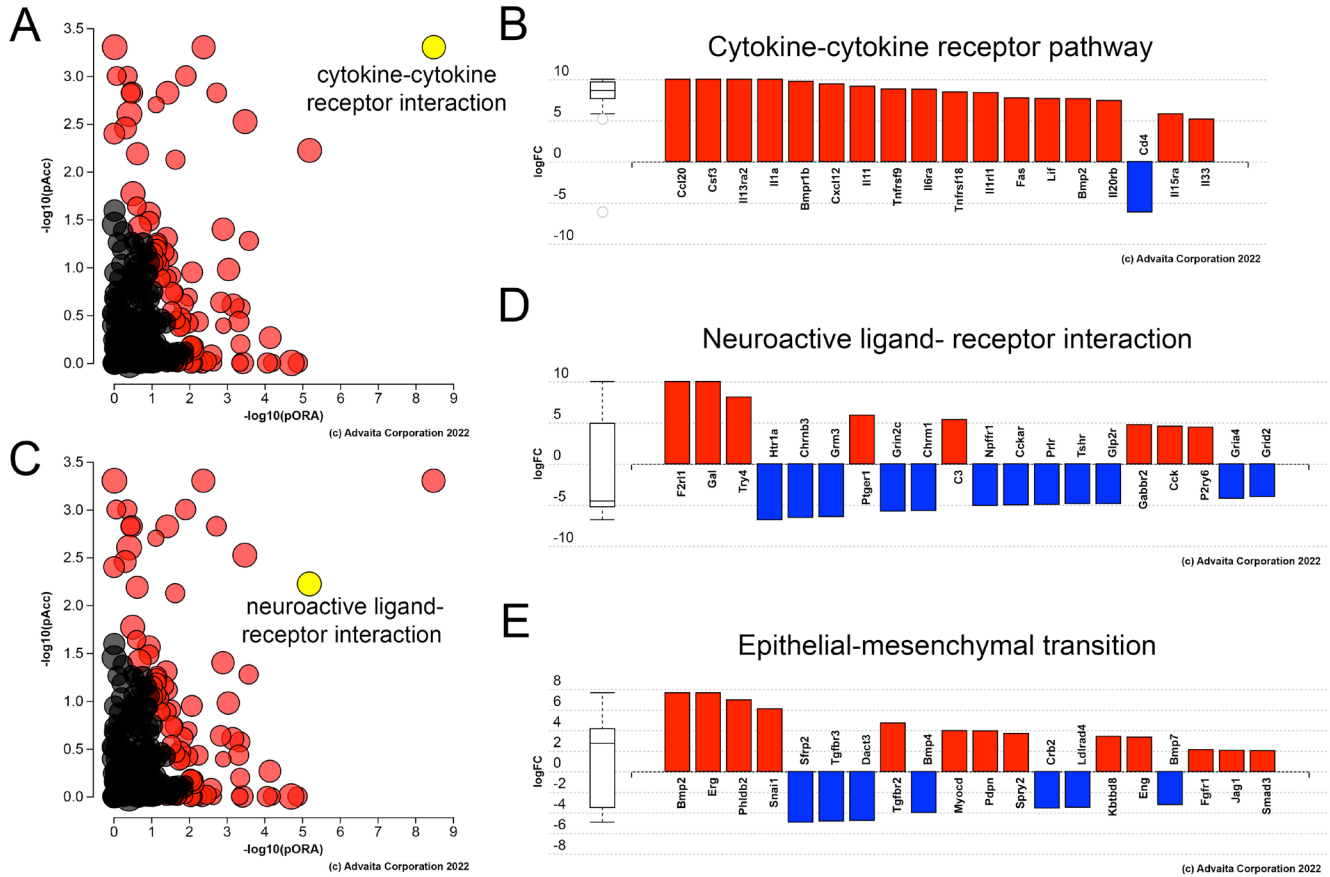 A
3.5
3.0
2.5
2.0
1.5
1.0
0.5
0.0
-log10(pAcc)
cytokine-cytokine
receptor interaction
0 1 2 3 4 5 6 7 8 9
-log10(pORA)
(c) Advaita Corporation 2022
B
Cytokine-cytokine receptor pathway
10
5
0
-5
-10
logFC
Ccl20 Csf3 Il13ra2 Il1a Bmpr1b Cxcl12 Il11 Tnfrsf9 Il6ra Tnfrsf18 Il1rl1 Fas Lif Bmp2 Il20rb Cd4 Il15ra Il33
(c) Advaita Corporation 2022
C
3.5
3.0
2.5
2.0
1.5
1.0
0.5
0.0
-log10(pAcc)
neuroactive ligand-
receptor interaction
0 1 2 3 4 5 6 7 8 9
-log10(pORA)
(c) Advaita Corporation 2022
D
Neuroactive ligand- receptor interaction
10
5
0
-5
-10
logFC
F2rl1 Gal Try4 Htr1a Chrnb3 Grm3 Ptger1 Grin2c Chrm1 C3 Npffr1 Cckar Prlr Tshr Glp2r Gabbr2 Cck P2ry6 Gria4 Grid2
(c) Advaita Corporation 2022
E
Epithelial-mesenchymal transition
8
6
4
2
0
-2
-4
-6
-8
logFC
Bmp2 Erg Phldb2 Snai1 Sfrp2 Tgfbr3 Dact3 Tgfbr2 Bmp4 Myocd Pdpn Spry2 Crb2 Ldlrad4 Kbtbd8 Eng Bmp7 Fgfr1 Jag1 Smad3
(c) Advaita Corporation 2022